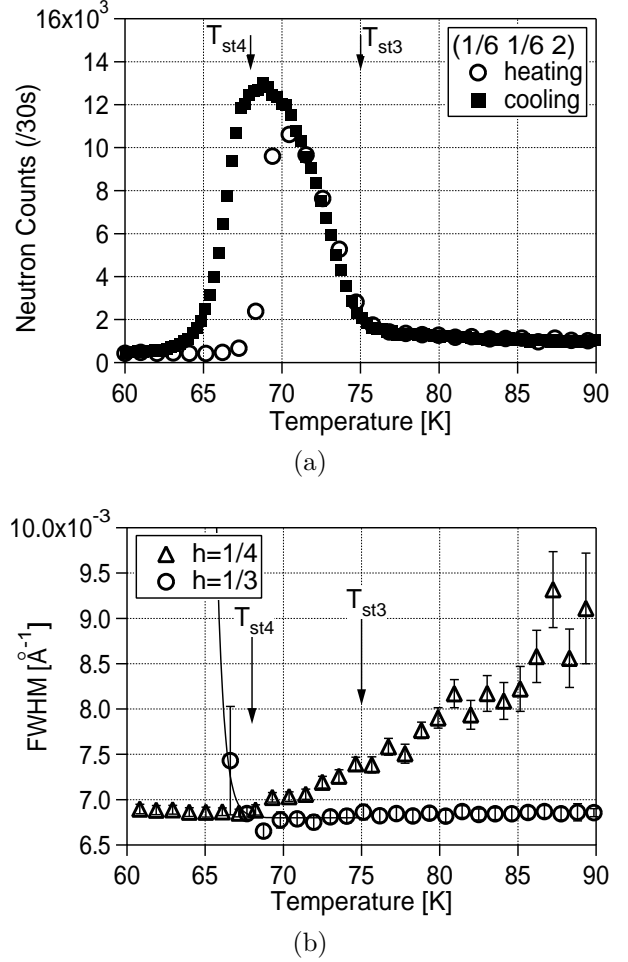 16x10³
T_st4
T_st3
(1/6 1/6 2)
heating
cooling
14
12
10
8
6
4
2
0
Neutron Counts (/30s)
60 65 70 75 80 85 90
Temperature [K]
(a)
10.0x10⁻³
h=1/4
h=1/3
T_st4
T_st3
9.5
9.0
8.5
8.0
7.5
7.0
6.5
FWHM [Å⁻¹]
60 65 70 75 80 85 90
Temperature [K]
(b)